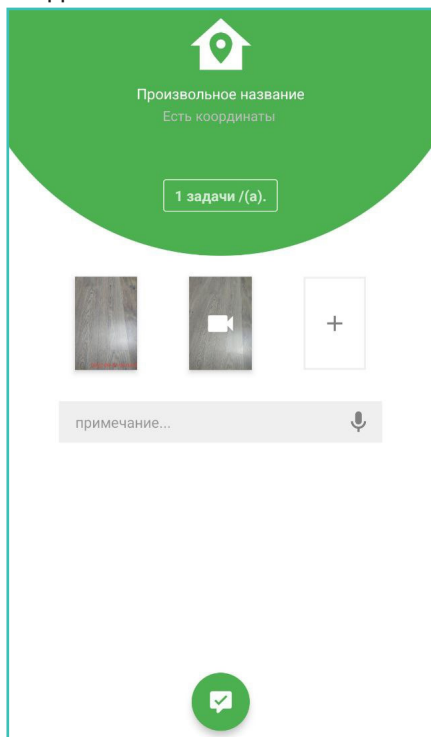 Произвольное название
Есть координаты
1 задачи /(а).
+
примечание...